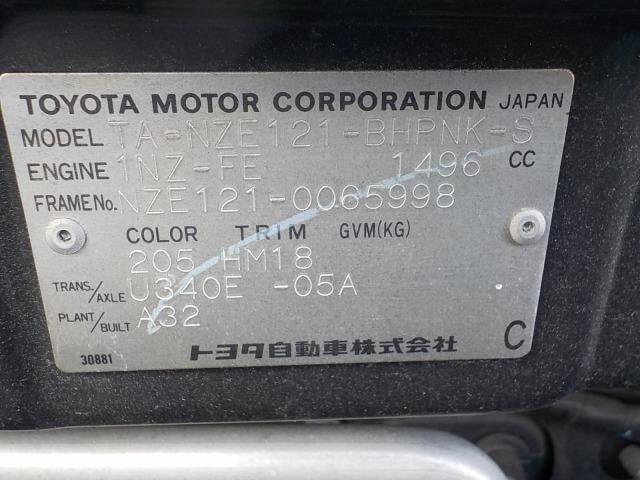 TOYOTA MOTOR CORPORATION JAPAN
MODEL TA-NZE121-BHPNK-S
ENGINE 1NZ-FE 1496 CC
FRAME No. NZE121-0065998
COLOR TRIM GVM(KG)
205 HM18
TRANS./AXLE U340E -05A
PLANT/BUILT A32
30881 トヨタ自動車株式会社 C